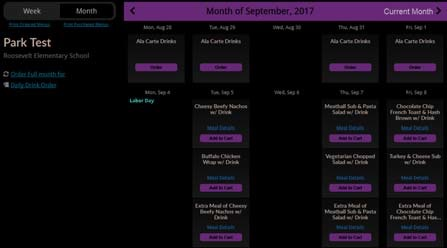 Week Month
Print Entered Menus Print Purchased Menus
Park Test
Roosevelt Elementary School
Order Full month for
Daily Drink Order
Month of September, 2017
Current Month
Mon, Aug 28 Tue, Aug 29 Wed, Aug 30 Thu, Aug 31 Fri, Sep 1
Ala Carte Drinks Ala Carte Drinks Ala Carte Drinks Ala Carte Drinks
Order Order Order Order
Mon, Sep 4 Tue, Sep 5 Wed, Sep 6 Thu, Sep 7 Fri, Sep 8
Labor Day
Cheesy Beefy Nachos
w/ Drink
Meal Details
Add to Cart
Meatball Sub & Pasta
Salad w/ Drink
Meal Details
Add to Cart
Chocolate Chip
French Toast & Hash
Brown w/ Drink
Meal Details
Add to Cart
Buffalo Chicken
Wrap w/ Drink
Meal Details
Add to Cart
Vegetarian Chopped
Salad w/ Drink
Meal Details
Add to Cart
Turkey & Cheese Sub
w/ Drink
Meal Details
Add to Cart
Extra Meal of Cheesy
Beefy Nachos w/
Drink
Meal Details
Add to Cart
Extra Meal of
Meatball Sub & Pasta
Salad w/ Drink
Meal Details
Add to Cart
Extra Meal of
Chocolate Chip
French Toast & Has...
Meal Details
Add to Cart